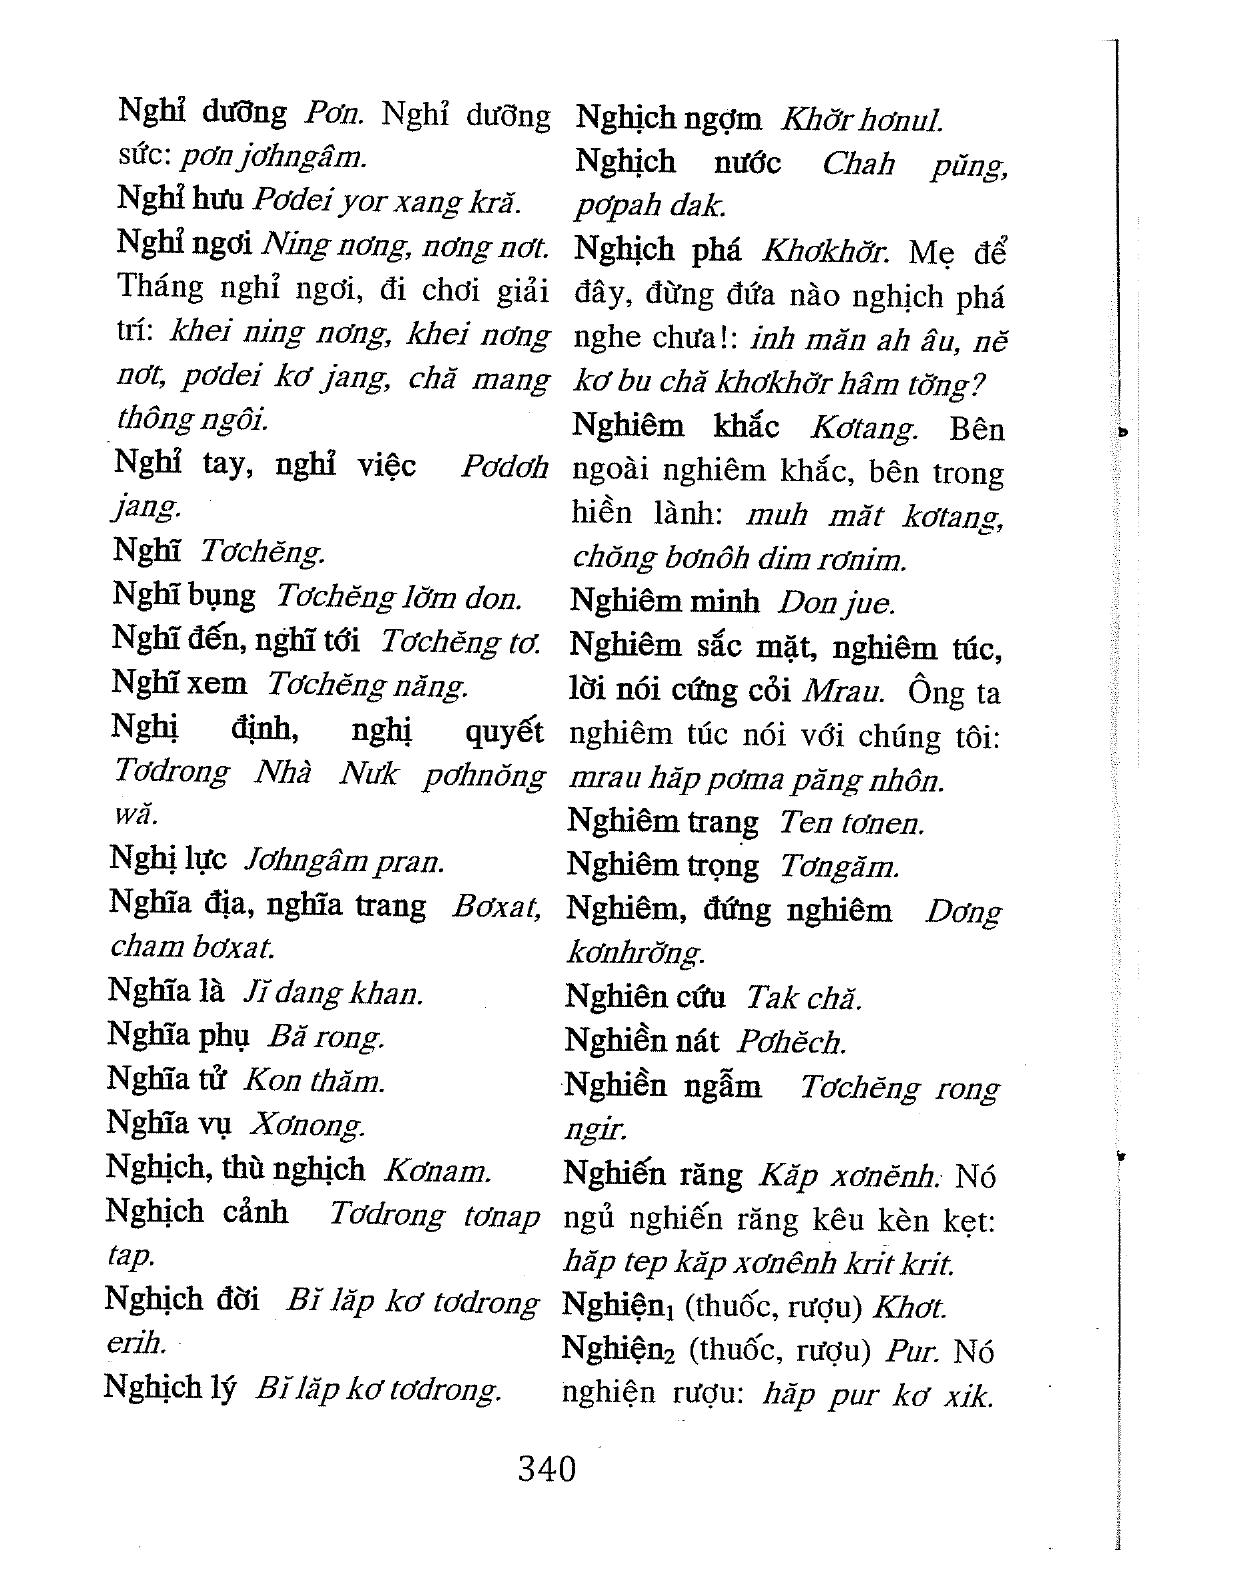 Nghỉ dưỡng Pơn. Nghỉ dưỡng
sức: pơn jơhngâm.
Nghỉ hưu Pơdei yor xang kră.
Nghỉ ngơi Ning nơng, nơng nơt.
Tháng nghỉ ngơi, đi chơi giải
trí: khei ning nơng, khei nơng
nơt, pơdei kơ jang, chă mang
thông ngôi.
Nghỉ tay, nghỉ việc Pơdơh
jang.
Nghĩ Tơchĕng.
Nghĩ bụng Tơchĕng lơ̆m don.
Nghĩ đến, nghĩ tới Tơchĕng tơ.
Nghĩ xem Tơchĕng năng.
Nghị định, nghị quyết
Tơdrong Nhà Nưk pơhnŏng
wă.
Nghị lực Jơhngâm pran.
Nghĩa địa, nghĩa trang Bơxat,
cham bơxat.
Nghĩa là Jĭ dang khan.
Nghĩa phụ Bă rong.
Nghĩa tử Kon thăm.
Nghĩa vụ Xơnong.
Nghịch, thù nghịch Kơnam.
Nghịch cảnh Tơdrong tơnap
tap.
Nghịch đời Bĭ lăp kơ tơdrong
erih.
Nghịch lý Bĭ lăp kơ tơdrong.
Nghịch ngợm Khơ̆r hơnul.
Nghịch nước Chah pŭng,
pơpah dak.
Nghịch phá Khơkhơ̆r. Mẹ để
đây, đừng đứa nào nghịch phá
nghe chưa!: inh măn ah âu, nĕ
kơ bu chă khơkhơ̆r hâm tơ̆ng?
Nghiêm khắc Kơtang. Bên
ngoài nghiêm khắc, bên trong
hiền lành: muh măt kơtang,
chŏng bơnôh dim rơnim.
Nghiêm minh Don jue.
Nghiêm sắc mặt, nghiêm túc,
lời nói cứng cỏi Mrau. Ông ta
nghiêm túc nói với chúng tôi:
mrau hăp pơma păng nhôn.
Nghiêm trang Ten tơnen.
Nghiêm trọng Tơngăm.
Nghiêm, đứng nghiêm Dơng
kơnhrơ̆ng.
Nghiên cứu Tak chă.
Nghiền nát Pơhĕch.
Nghiền ngẫm Tơchĕng rong
ngir.
Nghiến răng Kăp xơnĕnh. Nó
ngủ nghiến răng kêu kèn kẹt:
hăp tep kăp xơnênh krit krit.
Nghiện₁ (thuốc, rượu) Khơt.
Nghiện₂ (thuốc, rượu) Pur. Nó
nghiện rượu: hăp pur kơ xik.
340